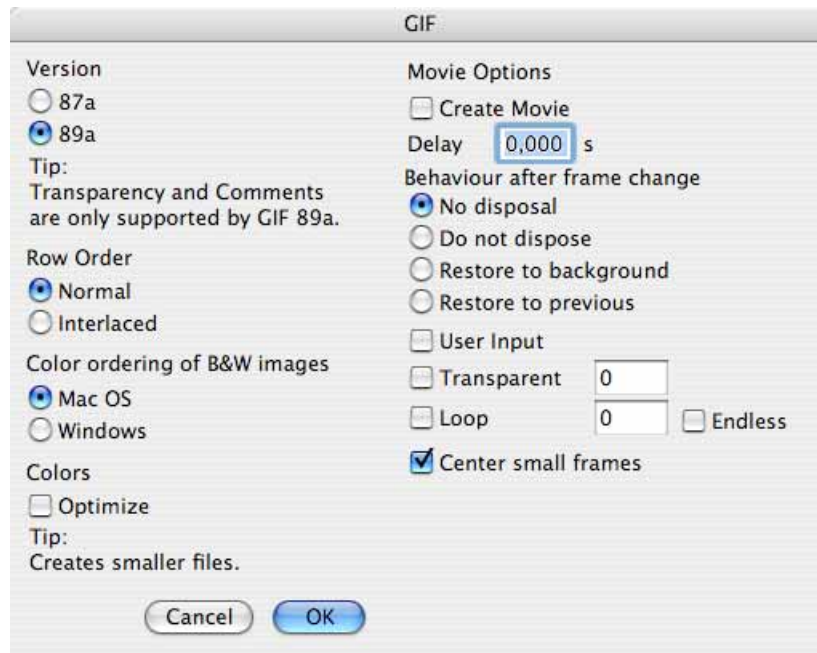 GIF
Version
87a
89a
Tip:
Transparency and Comments
are only supported by GIF 89a.
Row Order
Normal
Interlaced
Color ordering of B&W images
Mac OS
Windows
Colors
Optimize
Tip:
Creates smaller files.
Movie Options
Create Movie
Delay 0,000 s
Behaviour after frame change
No disposal
Do not dispose
Restore to background
Restore to previous
User Input
Transparent 0
Loop 0 Endless
Center small frames
Cancel OK